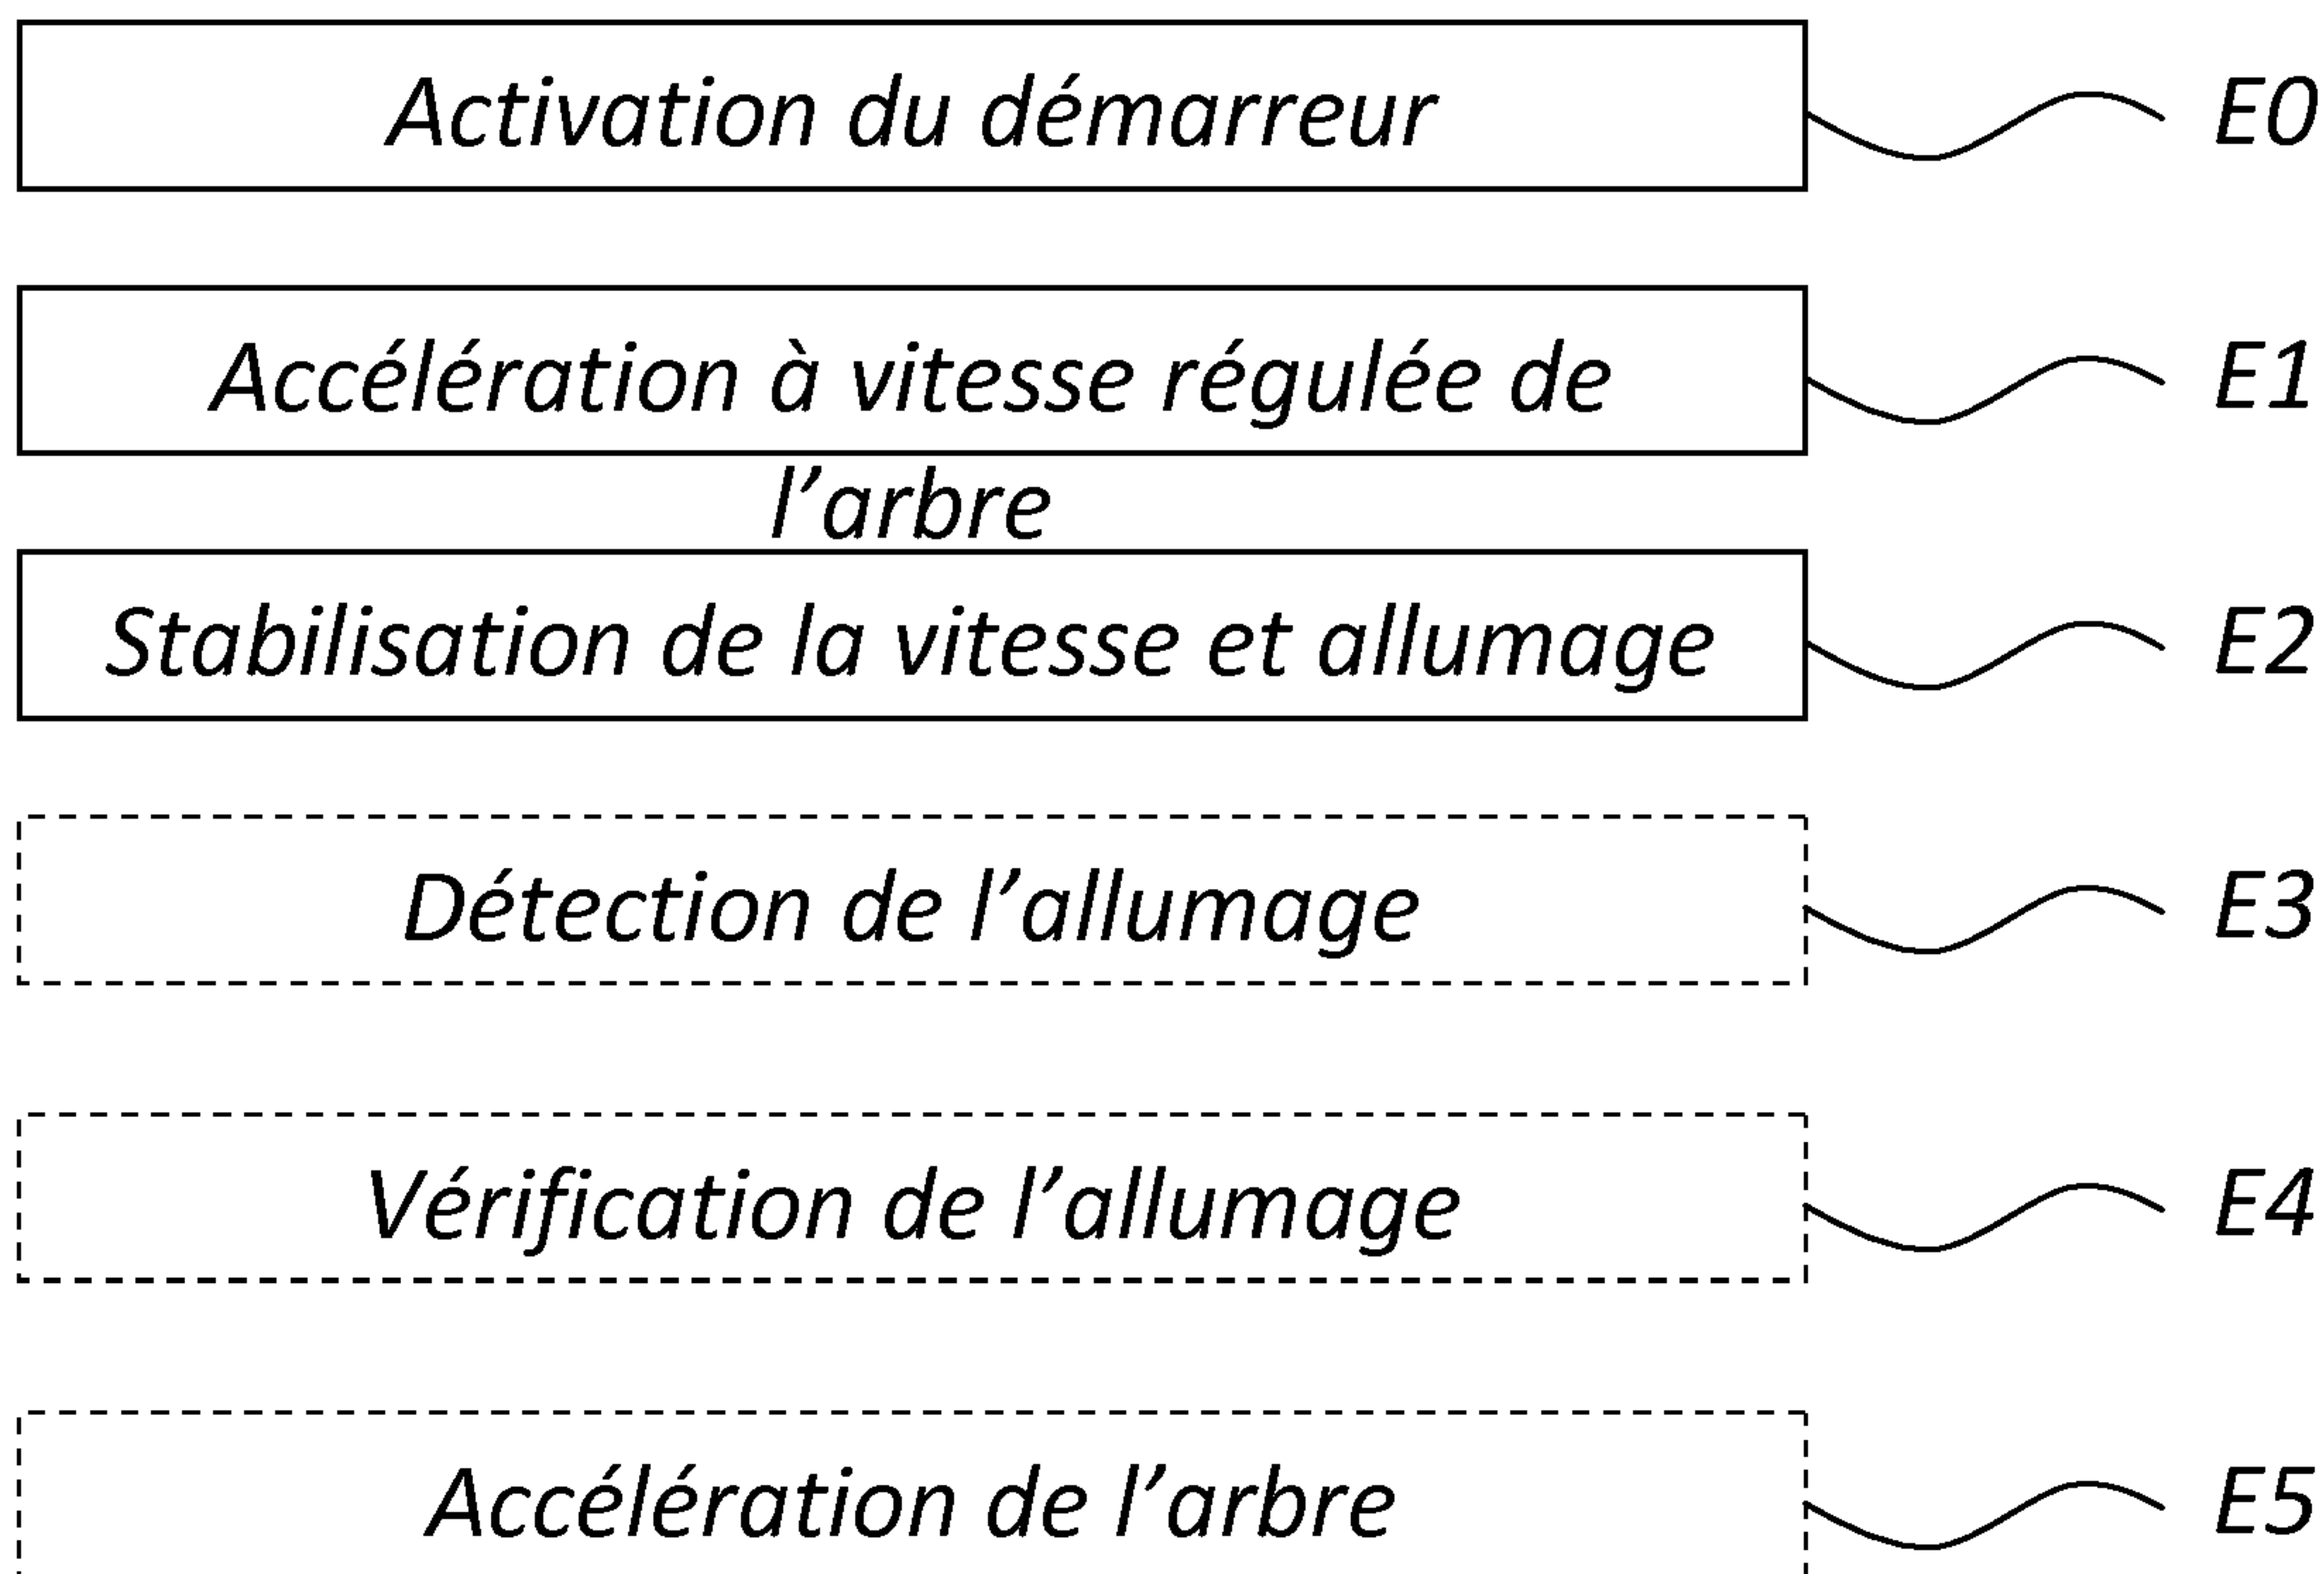 Activation du démarreur E0
Accélération à vitesse régulée de E1
l’arbre
Stabilisation de la vitesse et allumage E2
Détection de l’allumage E3
Vérification de l’allumage E4
Accélération de l’arbre E5